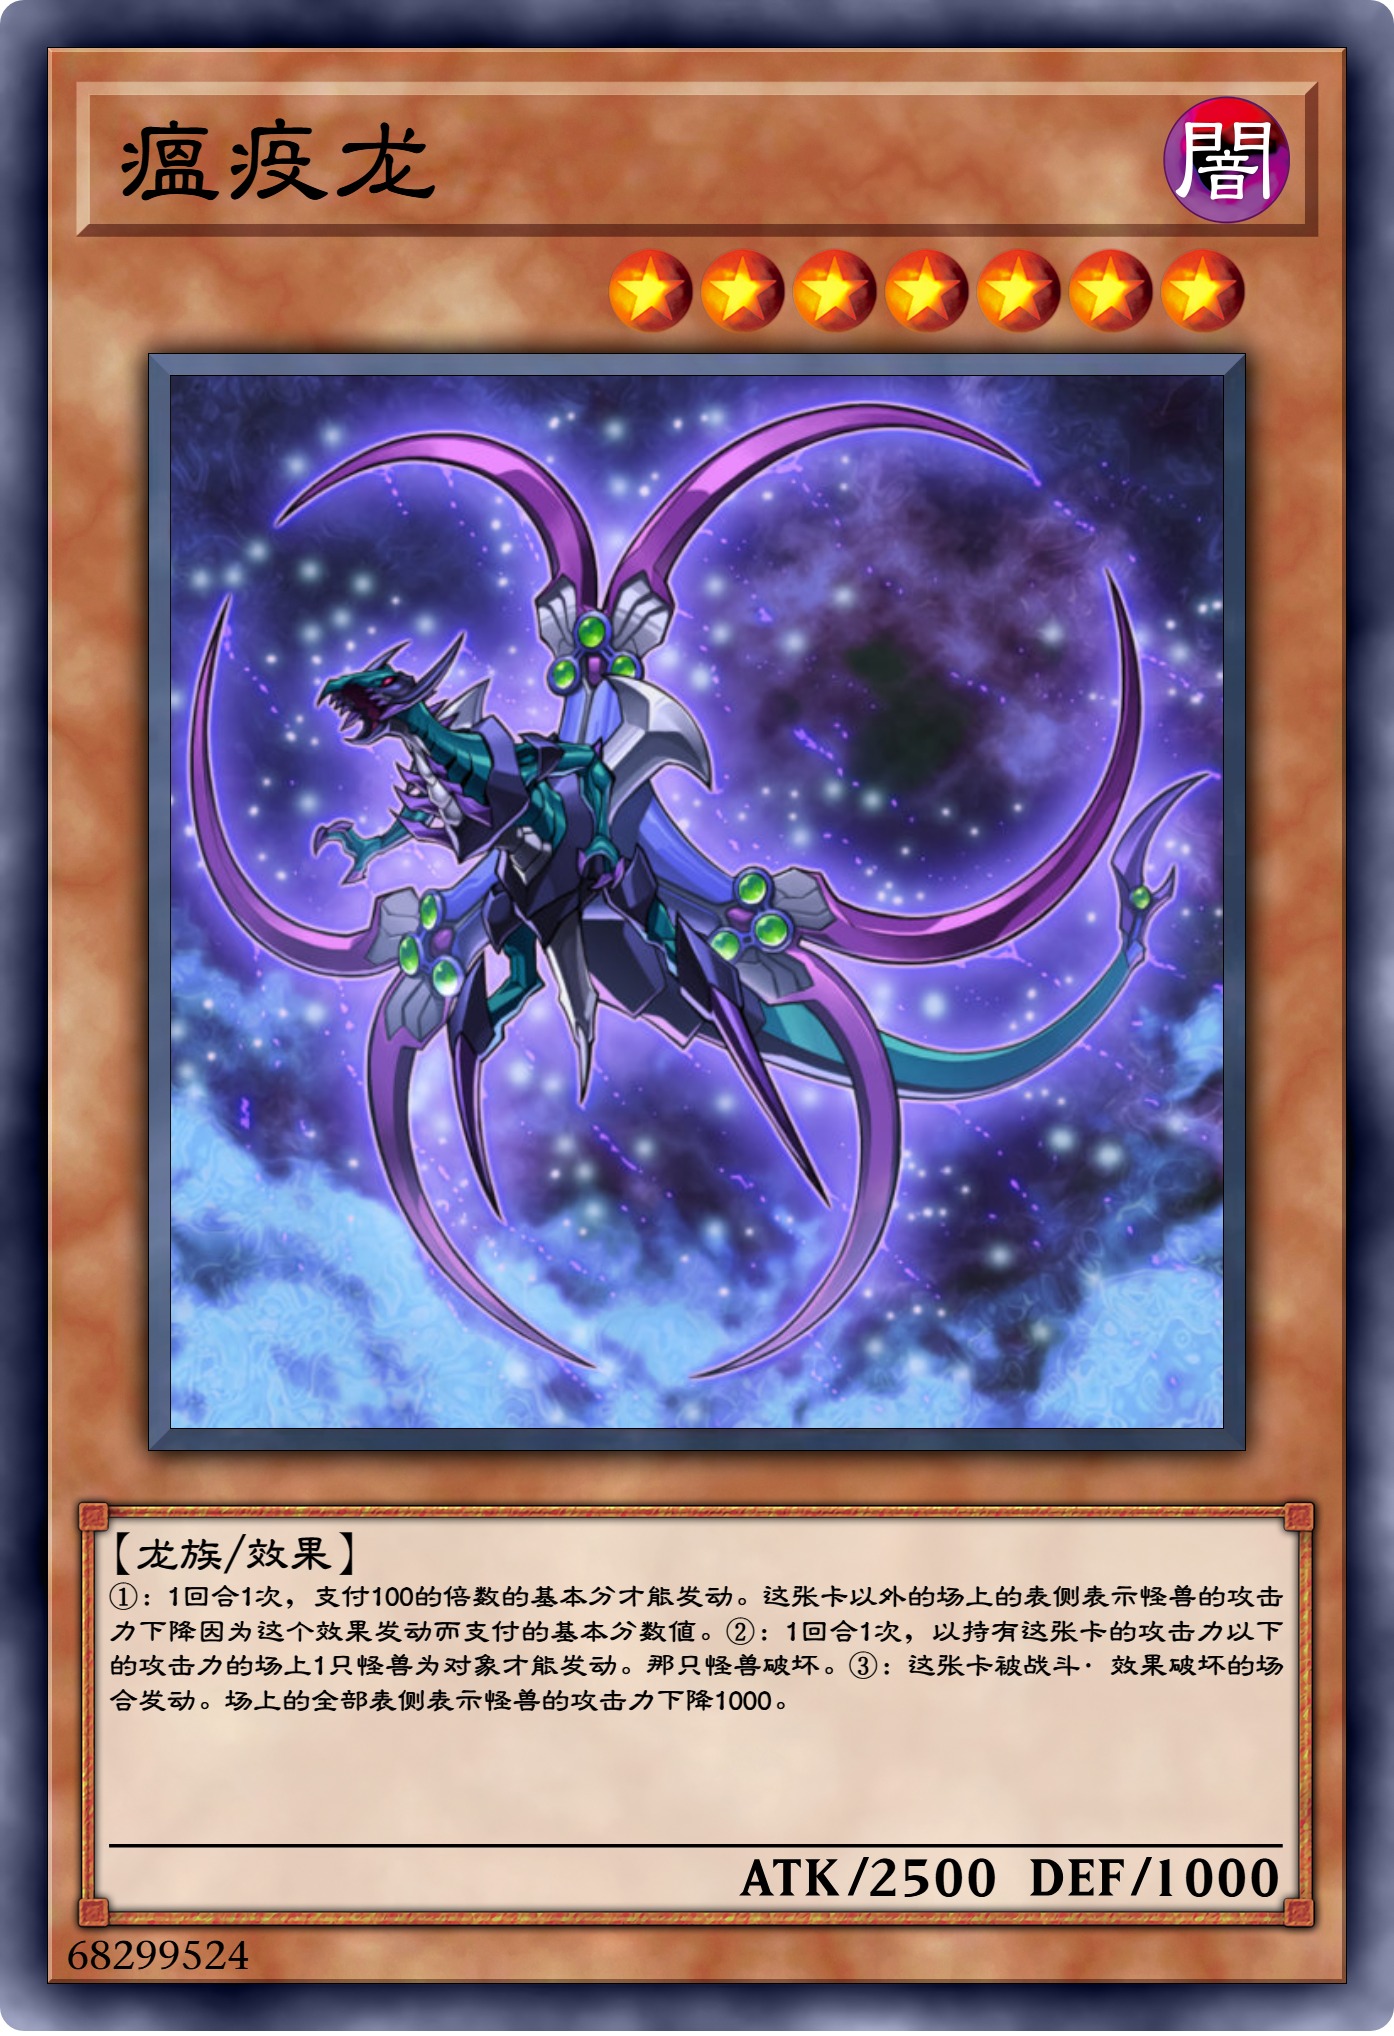 瘟疫龙
闇
【龙族/效果】
①：1回合1次，支付100的倍数的基本分才能发动。这张卡以外的场上的表侧表示怪兽的攻击
力下降因为这个效果发动而支付的基本分数值。②：1回合1次，以持有这张卡的攻击力以下
的攻击力的场上1只怪兽为对象才能发动。那只怪兽破坏。③：这张卡被战斗·效果破坏的场
合发动。场上的全部表侧表示怪兽的攻击力下降1000。
ATK/2500 DEF/1000
68299524